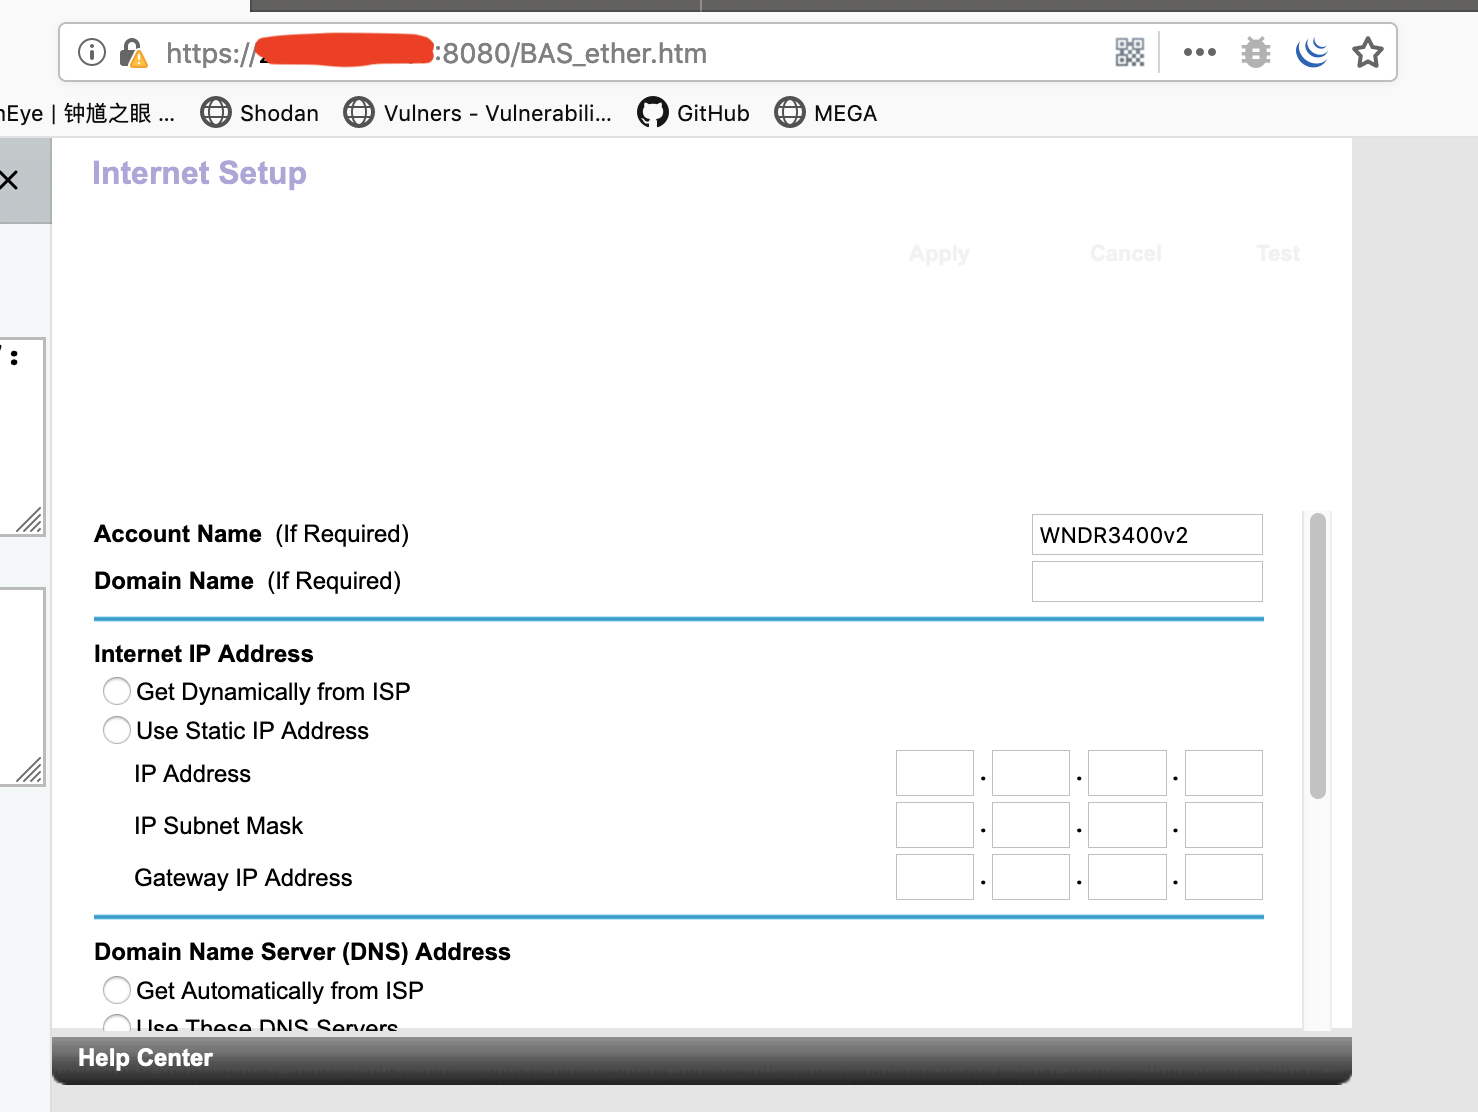 https:// :8080/BAS_ether.htm
Eye | 钟馗之眼 ... Shodan Vulners - Vulnerabili... GitHub MEGA
Internet Setup
Apply Cancel Test
:
Account Name (If Required) WNDR3400v2
Domain Name (If Required)
Internet IP Address
Get Dynamically from ISP
Use Static IP Address
IP Address . . .
IP Subnet Mask . . .
Gateway IP Address . . .
Domain Name Server (DNS) Address
Get Automatically from ISP
Use These DNS Servers
Help Center